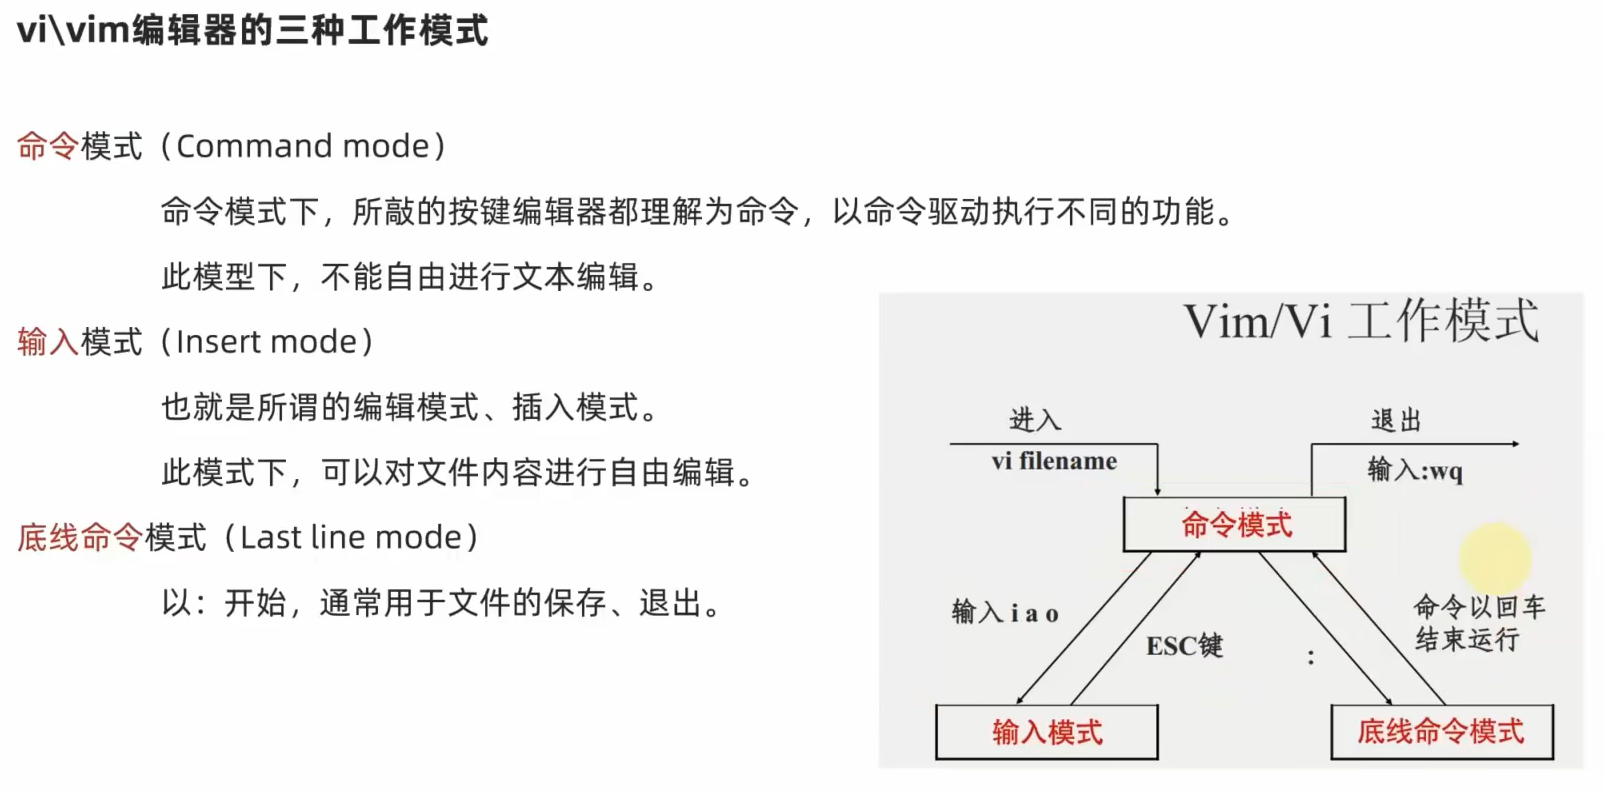 vi\vim编辑器的三种工作模式
命令模式（Command mode）
命令模式下，所敲的按键编辑器都理解为命令，以命令驱动执行不同的功能。
此模型下，不能自由进行文本编辑。
输入模式（Insert mode）
也就是所谓的编辑模式、插入模式。
此模式下，可以对文件内容进行自由编辑。
底线命令模式（Last line mode）
以：开始，通常用于文件的保存、退出。
Vim/Vi 工作模式
进入
vi filename
退出
输入:wq
命令模式
输入 i a o
ESC键
:
命令以回车
结束运行
输入模式
底线命令模式